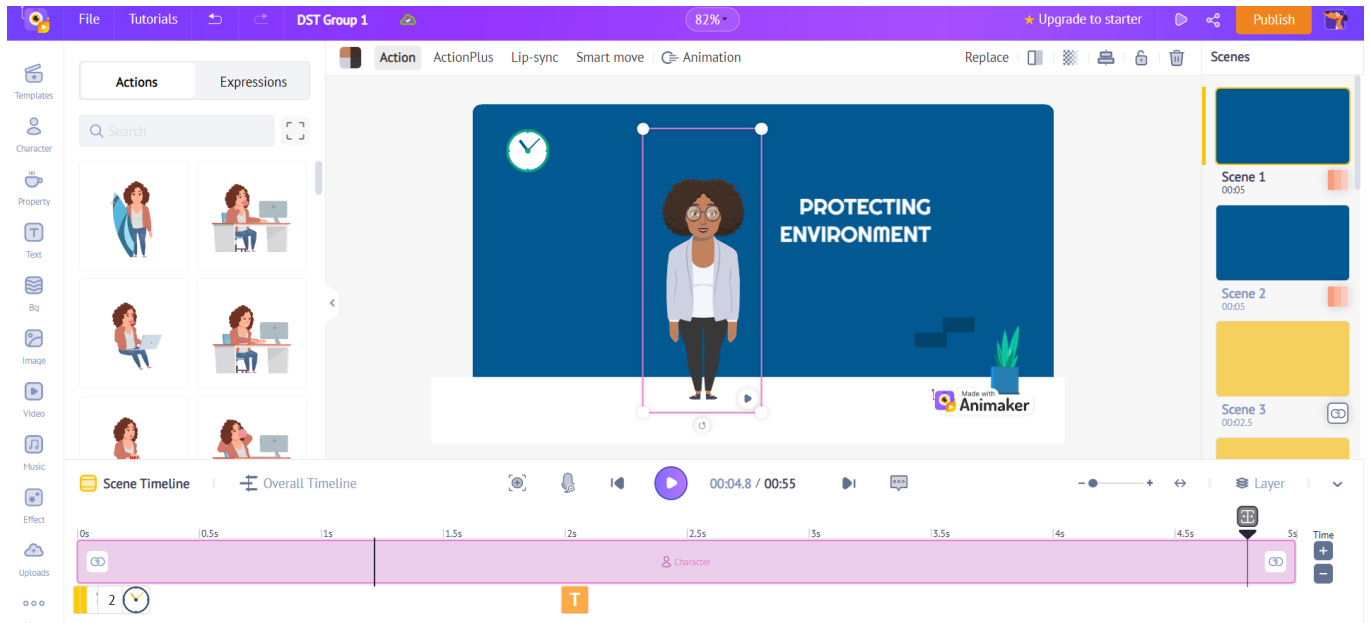 File Tutorials DST Group 1 82% Upgrade to starter Publish
Templates
Character
Property
Text
Bg
Image
Video
Music
Effect
Uploads
Actions Expressions
Search
Action ActionPlus Lip-sync Smart move Animation Replace
PROTECTING
ENVIRONMENT
Made with
Animaker
Scenes
Scene 1
00:05
Scene 2
00:05
Scene 3
00:02.5
Scene Timeline Overall Timeline 00:04.8 / 00:55 Layer
0s 0.5s 1s 1.5s 2s 2.5s 3s 3.5s 4s 4.5s 5s Time
Character
2 T